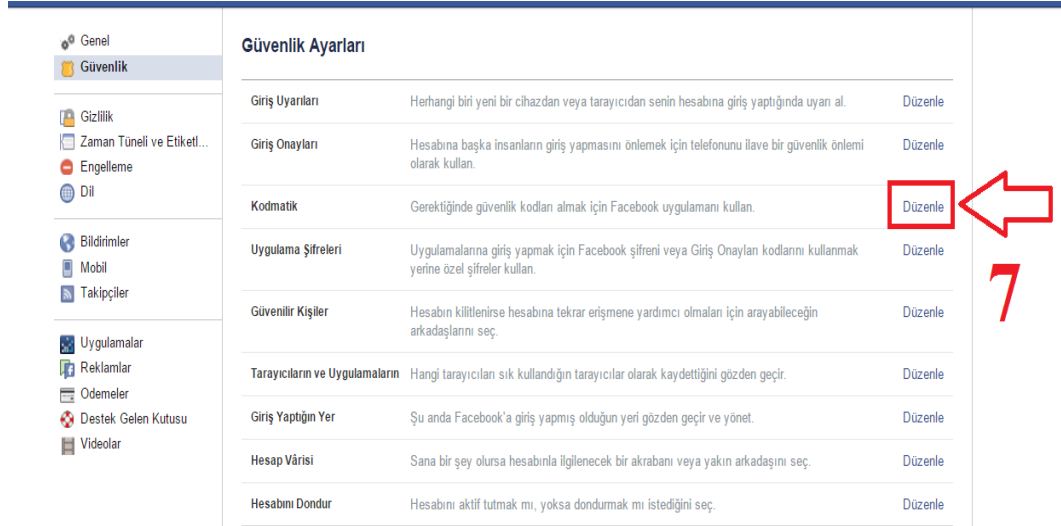 Genel
Güvenlik
Gizlilik
Zaman Tüneli ve Etiketl...
Engelleme
Dil
Bildirimler
Mobil
Takipçiler
Uygulamalar
Reklamlar
Ödemeler
Destek Gelen Kutusu
Videolar
Güvenlik Ayarları
Giriş Uyarıları Herhangi biri yeni bir cihazdan veya tarayıcıdan senin hesabına giriş yaptığında uyarı al. Düzenle
Giriş Onayları Hesabına başka insanların giriş yapmasını önlemek için telefonunu ilave bir güvenlik önlemi Düzenle
olarak kullan.
Kodmatik Gerektiğinde güvenlik kodları almak için Facebook uygulamanı kullan. Düzenle
7
Uygulama Şifreleri Uygulamalarına giriş yapmak için Facebook şifreni veya Giriş Onayları kodlarını kullanmak Düzenle
yerine özel şifreler kullan.
Güvenilir Kişiler Hesabın kilitlenirse hesabına tekrar erişmene yardımcı olmaları için arayabileceğin Düzenle
arkadaşlarını seç.
Tarayıcıların ve Uygulamaların Hangi tarayıcıları sık kullandığın tarayıcılar olarak kaydettiğini gözden geçir. Düzenle
Giriş Yaptığın Yer Şu anda Facebook'a giriş yapmış olduğun yeri gözden geçir ve yönet. Düzenle
Hesap Vârisi Sana bir şey olursa hesabınla ilgilenecek bir akrabanı veya yakın arkadaşını seç. Düzenle
Hesabını Dondur Hesabını aktif tutmak mı, yoksa dondurmak mı istediğini seç. Düzenle